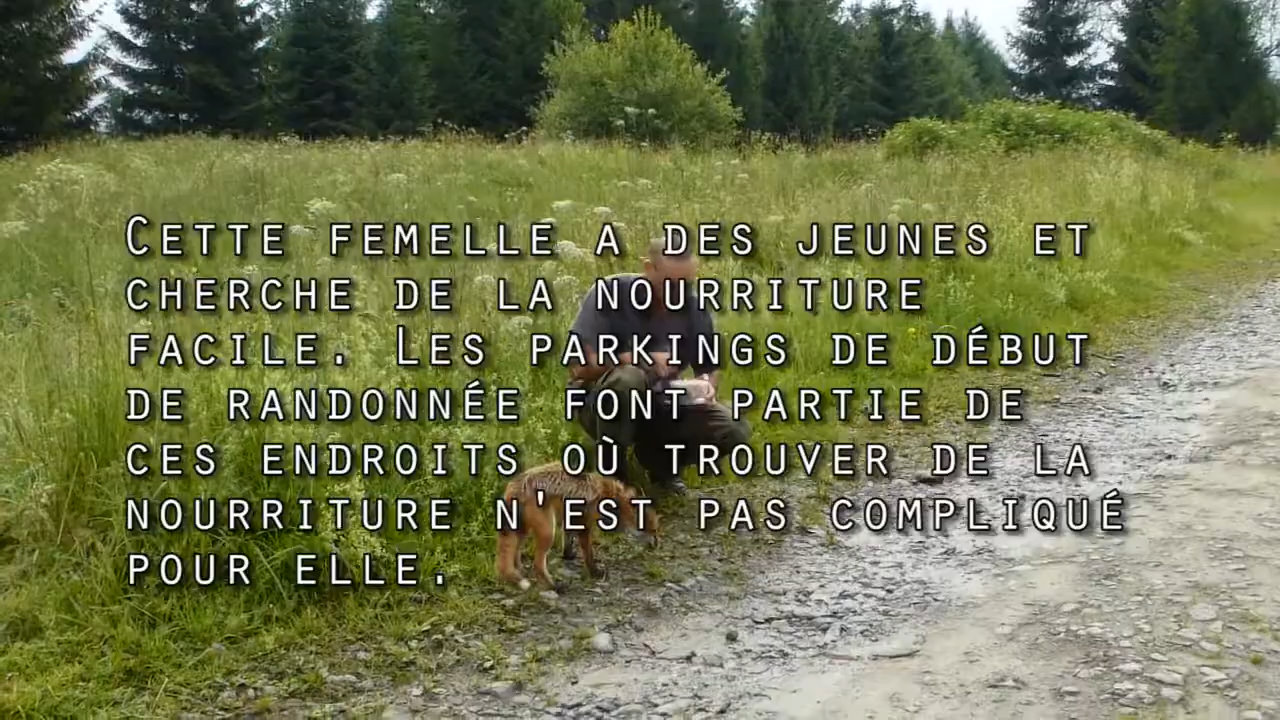 Cette femelle a des jeunes et
cherche de la nourriture
facile. Les parkings de début
de randonnée font partie de
ces endroits où trouver de la
nourriture n'est pas compliqué
pour elle.